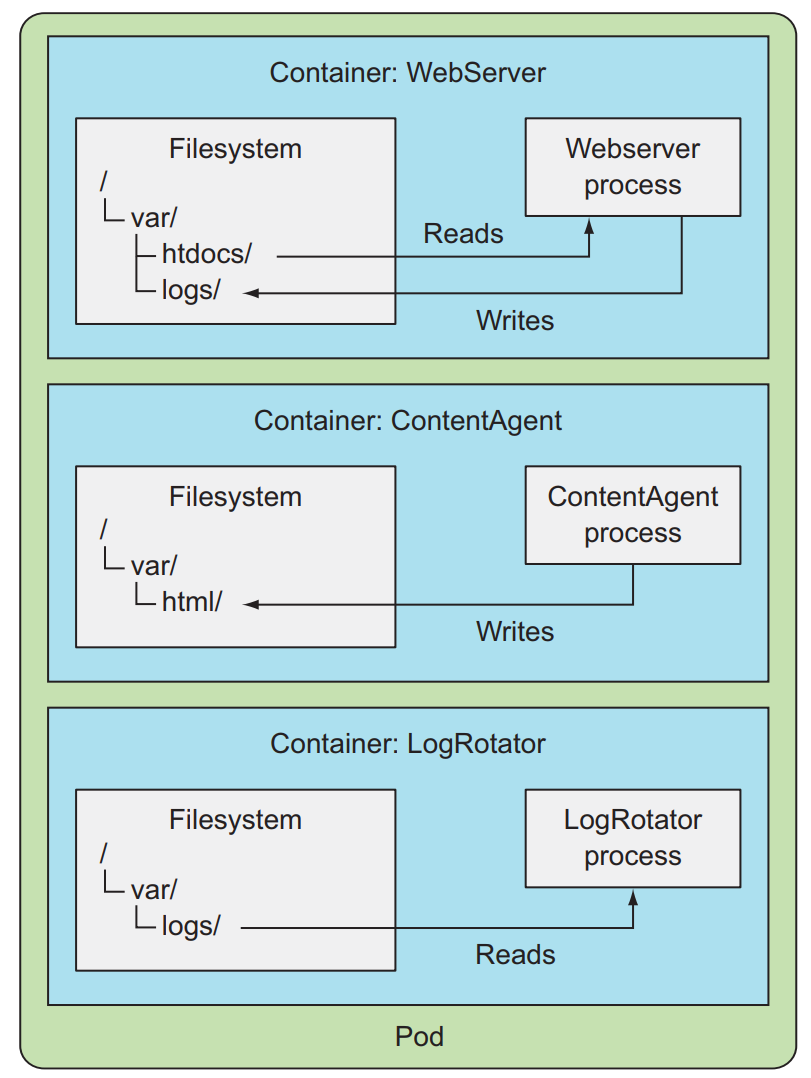 Container: WebServer
Filesystem
/
var/
htdocs/
logs/
Webserver
process
Reads
Writes
Container: ContentAgent
Filesystem
/
var/
html/
ContentAgent
process
Writes
Container: LogRotator
Filesystem
/
var/
logs/
LogRotator
process
Reads
Pod